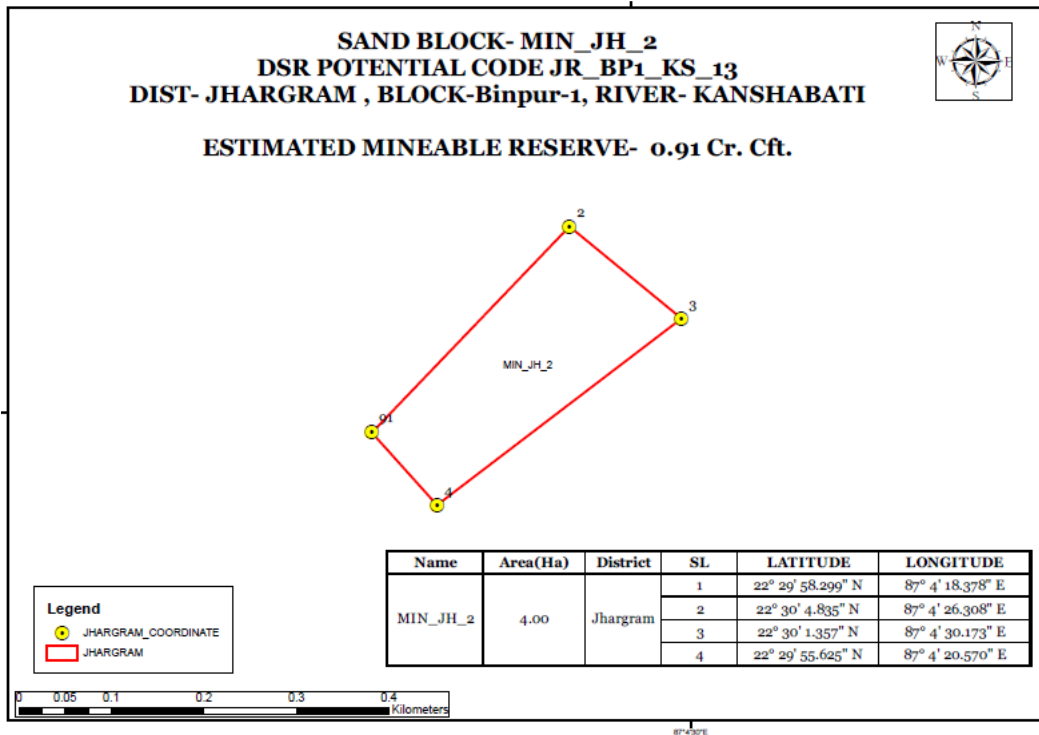 SAND BLOCK- MIN_JH_2
DSR POTENTIAL CODE JR_BP1_KS_13
DIST- JHARGRAM , BLOCK-Binpur-1, RIVER- KANSHABATI
ESTIMATED MINEABLE RESERVE- 0.91 Cr. Cft.
N
W E
S
2
3
MIN_JH_2
91
4
Name Area(Ha) District SL LATITUDE LONGITUDE
MIN_JH_2 4.00 Jhargram
1 22° 29' 58.299" N 87° 4' 18.378" E
2 22° 30' 4.835" N 87° 4' 26.308" E
3 22° 30' 1.357" N 87° 4' 30.173" E
4 22° 29' 55.625" N 87° 4' 20.570" E
Legend
JHARGRAM_COORDINATE
JHARGRAM
0 0.05 0.1 0.2 0.3 0.4
Kilometers
87°4'30"E